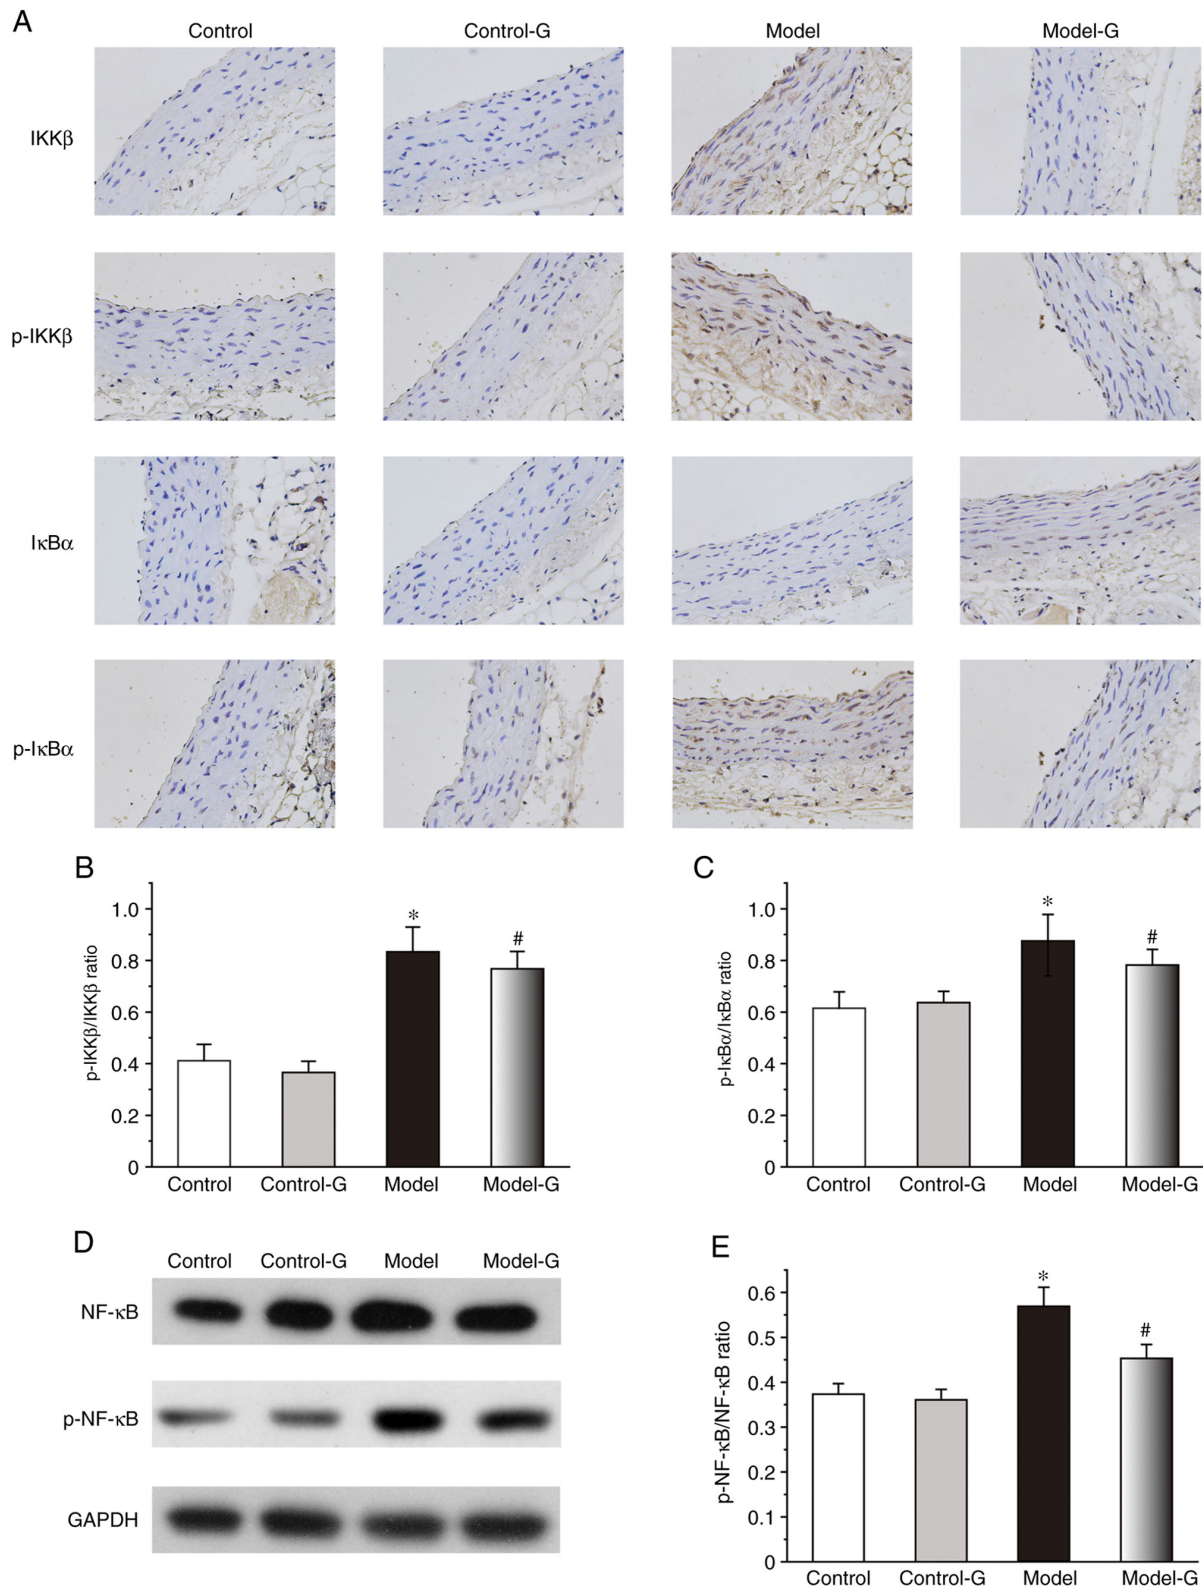 A
Control Control-G Model Model-G
IKKβ
p-IKKβ
IκBα
p-IκBα
B
p-IKKβ/IKKβ ratio
1.0
0.8
0.6
0.4
0.2
0
*
#
Control Control-G Model Model-G
C
p-IκBα/IκBα ratio
1.0
0.8
0.6
0.4
0.2
0
*
#
Control Control-G Model Model-G
D
Control Control-G Model Model-G
NF-κB
p-NF-κB
GAPDH
E
p-NF-κB/NF-κB ratio
0.6
0.5
0.4
0.3
0.2
0.1
0
*
#
Control Control-G Model Model-G